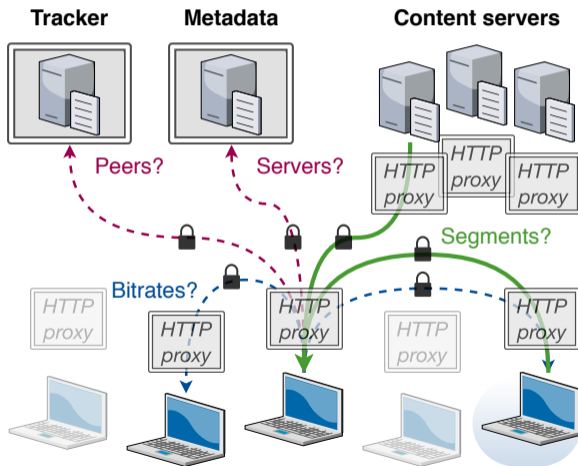 Tracker
Metadata
Content servers
Peers?
Servers?
HTTP
proxy
HTTP
proxy
HTTP
proxy
Segments?
Bitrates?
HTTP
proxy
HTTP
proxy
HTTP
proxy
HTTP
proxy
HTTP
proxy